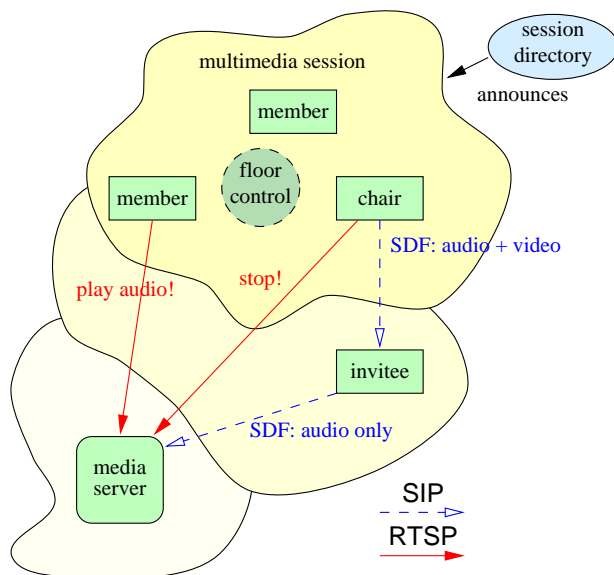 session
directory
multimedia session
announces
member
floor
control
member
chair
SDF: audio + video
play audio!
stop!
invitee
SDF: audio only
media
server
SIP
RTSP